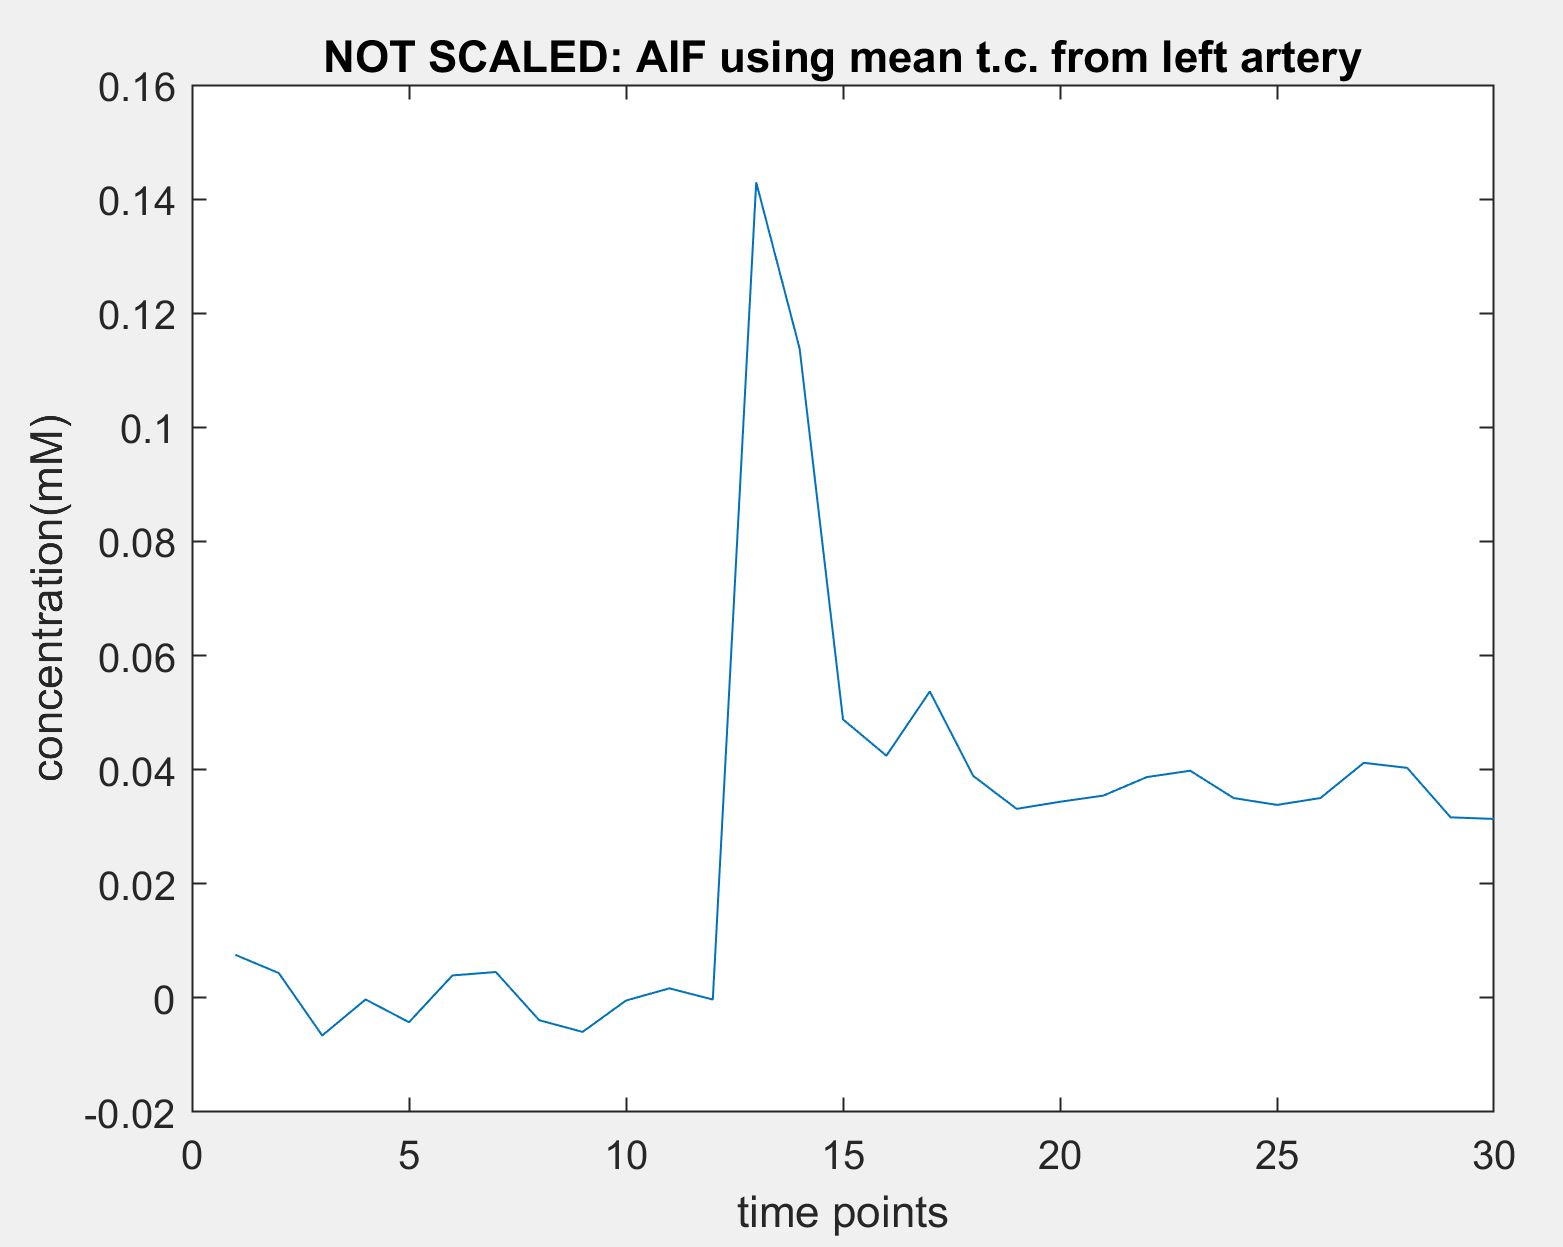 NOT SCALED: AIF using mean t.c. from left artery
0.16
0.14
0.12
0.1
0.08
0.06
0.04
0.02
0
-0.02
concentration(mM)
0 5 10 15 20 25 30
time points